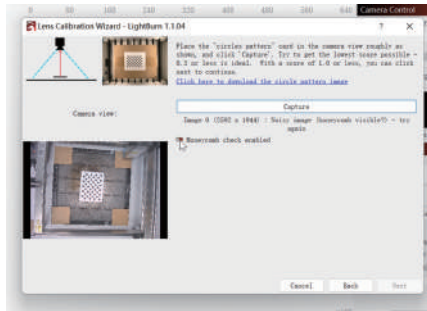 Camera Control
Lens Calibration Wizard - LightBurn 1.1.04
? ×
Place the "circles pattern" card in the camera view roughly as
shown, and click 'Capture'. Try to get the lowest score possible -
0.3 or less is ideal. With a score of 1.0 or less, you can click
next to continue.
Click here to download the circle pattern image
Capture
Camera view:
Image 0 : Noisy image (honeycomb visible?) - try
again
Honeycomb check enabled
Cancel Back Next